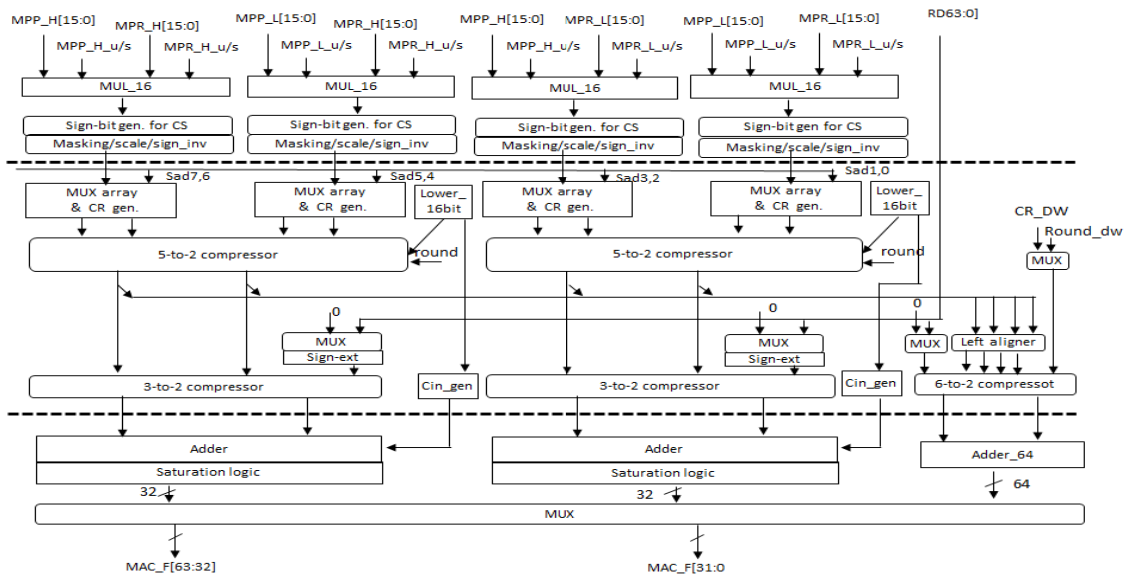 MPP_H[15:0] MPR_H[15:0] MPP_L[15:0] MPR_H[15:0] MPP_H[15:0] MPR_L[15:0] MPP_L[15:0] MPR_L[15:0] RD63:0]
MPP_H_u/s MPR_H_u/s MPP_L_u/s MPR_H_u/s MPP_H_u/s MPR_L_u/s MPP_L_u/s MPR_L_u/s
MUL_16 MUL_16 MUL_16 MUL_16
Sign-bit gen. for CS Sign-bit gen. for CS Sign-bit gen. for CS Sign-bit gen. for CS
Masking/scale/sign_inv Masking/scale/sign_inv Masking/scale/sign_inv Masking/scale/sign_inv
Sad7,6 Sad5,4 Sad3,2 Sad1,0
MUX array MUX array Lower_ MUX array MUX array Lower_
& CR gen. & CR gen. 16bit & CR gen. & CR gen. 16bit
CR_DW
Round_dw
5-to-2 compressor round 5-to-2 compressor round MUX
0 0 0
MUX MUX MUX Left aligner
Sign-ext Sign-ext
3-to-2 compressor Cin_gen 3-to-2 compressor Cin_gen 6-to-2 compressot
Adder Adder Adder_64
Saturation logic Saturation logic
32 32 64
MUX
MAC_F[63:32] MAC_F[31:0